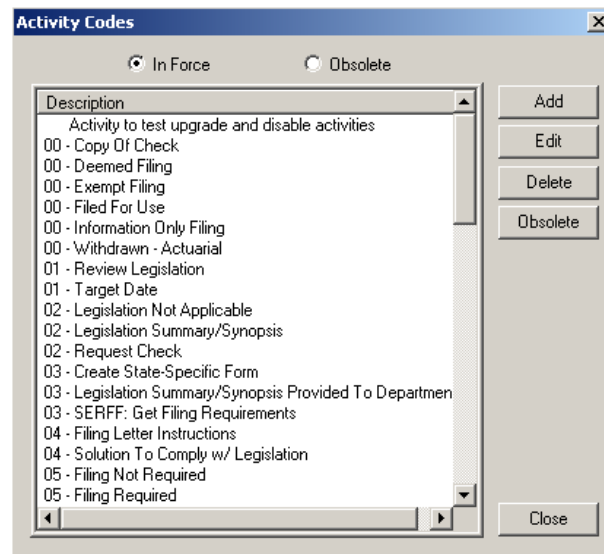 Activity Codes
In Force
Obsolete
Description
Activity to test upgrade and disable activities
00 - Copy Of Check
00 - Deemed Filing
00 - Exempt Filing
00 - Filed For Use
00 - Information Only Filing
00 - Withdrawn - Actuarial
01 - Review Legislation
01 - Target Date
02 - Legislation Not Applicable
02 - Legislation Summary/Synopsis
02 - Request Check
03 - Create State-Specific Form
03 - Legislation Summary/Synopsis Provided To Departmen
03 - SERFF: Get Filing Requirements
04 - Filing Letter Instructions
04 - Solution To Comply w/ Legislation
05 - Filing Not Required
05 - Filing Required
Add
Edit
Delete
Obsolete
Close